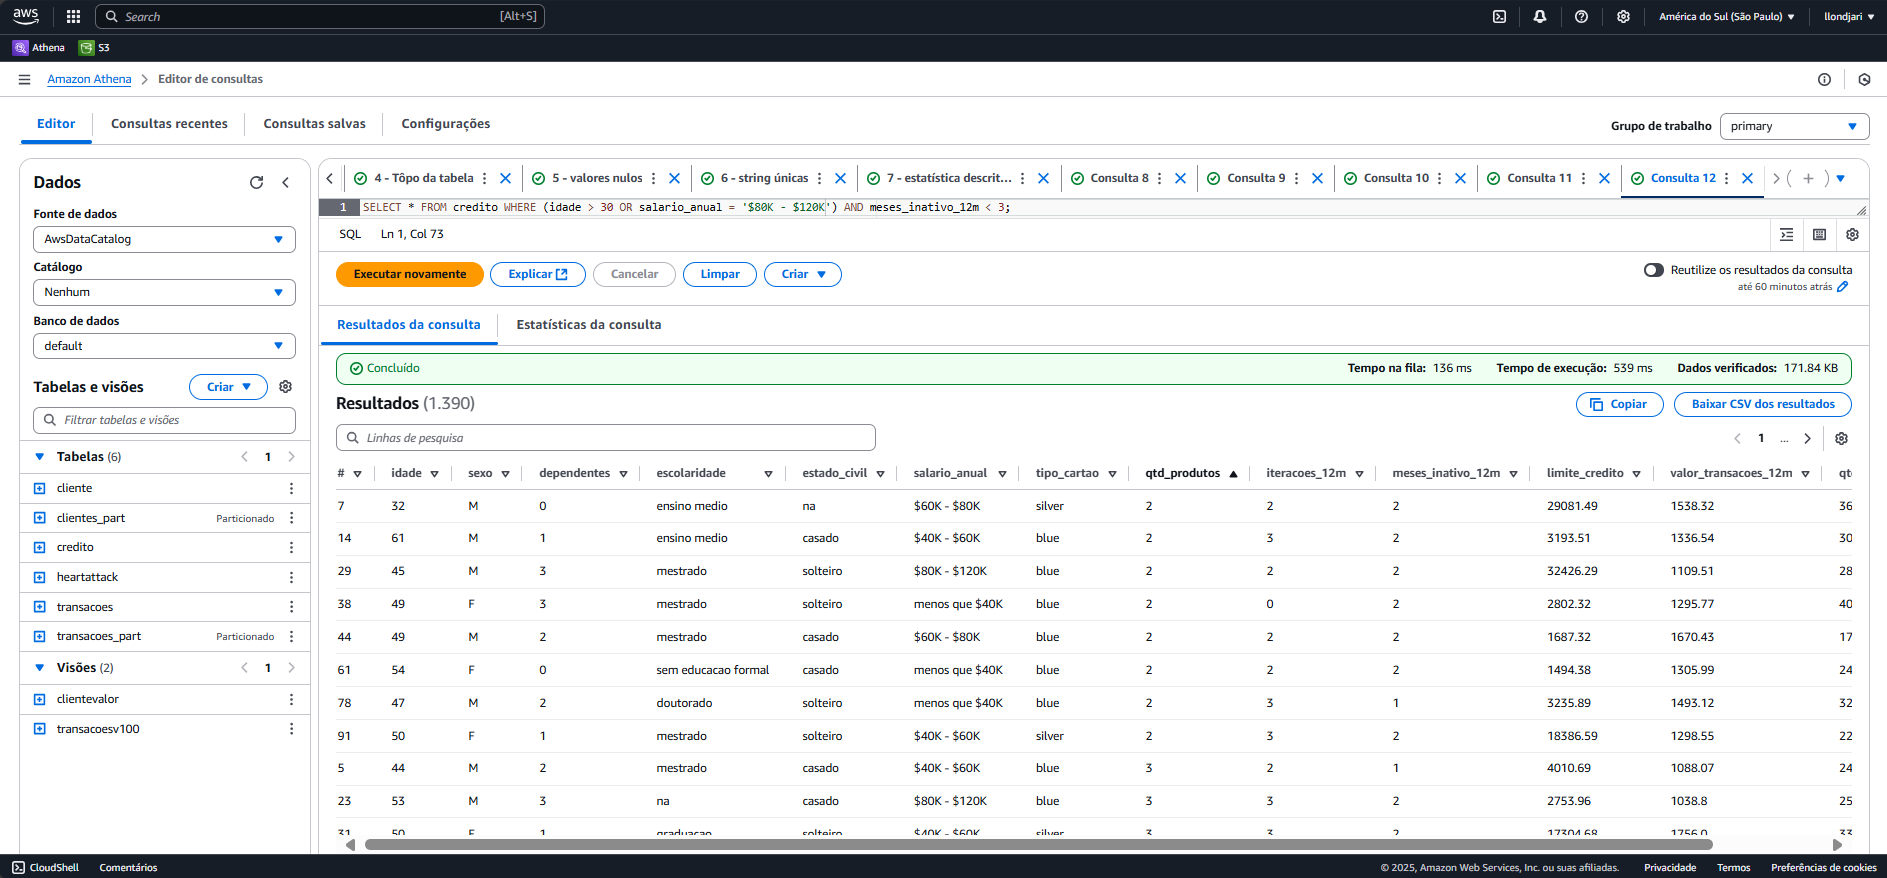 aws Search [Alt+S] América do Sul (São Paulo) llondjari
Athena S3
Amazon Athena Editor de consultas
Editor Consultas recentes Consultas salvas Configurações Grupo de trabalho primary
Dados
Fonte de dados
AwsDataCatalog
Catálogo
Nenhum
Banco de dados
default
Tabelas e visões Criar
Filtrar tabelas e visões
Tabelas (6) 1
cliente
clientes_part Particionado
credito
heartattack
transacoes
transacoes_part Particionado
Visões (2) 1
clientevalor
transacoesv100
4 - Tôpo da tabela 5 - valores nulos 6 - string únicas 7 - estatística descrit... Consulta 8 Consulta 9 Consulta 10 Consulta 11 Consulta 12
1 SELECT * FROM credito WHERE (idade > 30 OR salario_anual = '$80K - $120K') AND meses_inativo_12m < 3;
SQL Ln 1, Col 73
Executar novamente Explicar Cancelar Limpar Criar Reutilize os resultados da consulta
até 60 minutos atrás
Resultados da consulta Estatísticas da consulta
Concluído Tempo na fila: 136 ms Tempo de execução: 539 ms Dados verificados: 171.84 KB
Resultados (1.390) Copiar Baixar CSV dos resultados
Linhas de pesquisa 1 ...
# idade sexo dependentes escolaridade estado_civil salario_anual tipo_cartao qtd_produtos iteracoes_12m meses_inativo_12m limite_credito valor_transacoes_12m
7 32 M 0 ensino medio na $60K - $80K silver 2 2 2 29081.49 1538.32 36
14 61 M 1 ensino medio casado $40K - $60K blue 2 3 2 3193.51 1336.54 30
29 45 M 3 mestrado solteiro $80K - $120K blue 2 2 2 32426.29 1109.51 28
38 49 F 3 mestrado solteiro menos que $40K blue 2 0 2 2802.32 1295.77 40
44 49 M 2 mestrado casado $60K - $80K blue 2 2 2 1687.32 1670.43 17
61 54 F 0 sem educacao formal casado menos que $40K blue 2 2 2 1494.38 1305.99 24
78 47 M 2 doutorado solteiro menos que $40K blue 2 3 1 3235.89 1493.12 32
91 50 F 1 mestrado solteiro $40K - $60K silver 2 3 2 18386.59 1298.55 22
5 44 M 2 mestrado casado $40K - $60K blue 3 2 1 4010.69 1088.07 24
23 53 M 3 na casado $80K - $120K blue 3 3 2 2753.96 1038.8 25
31 50 F 1 graduacao solteiro $40K - $60K silver 3 3 2 17304.68 1756.0 33
CloudShell Comentários © 2025, Amazon Web Services, Inc. ou suas afiliadas. Privacidade Termos Preferências de cookies